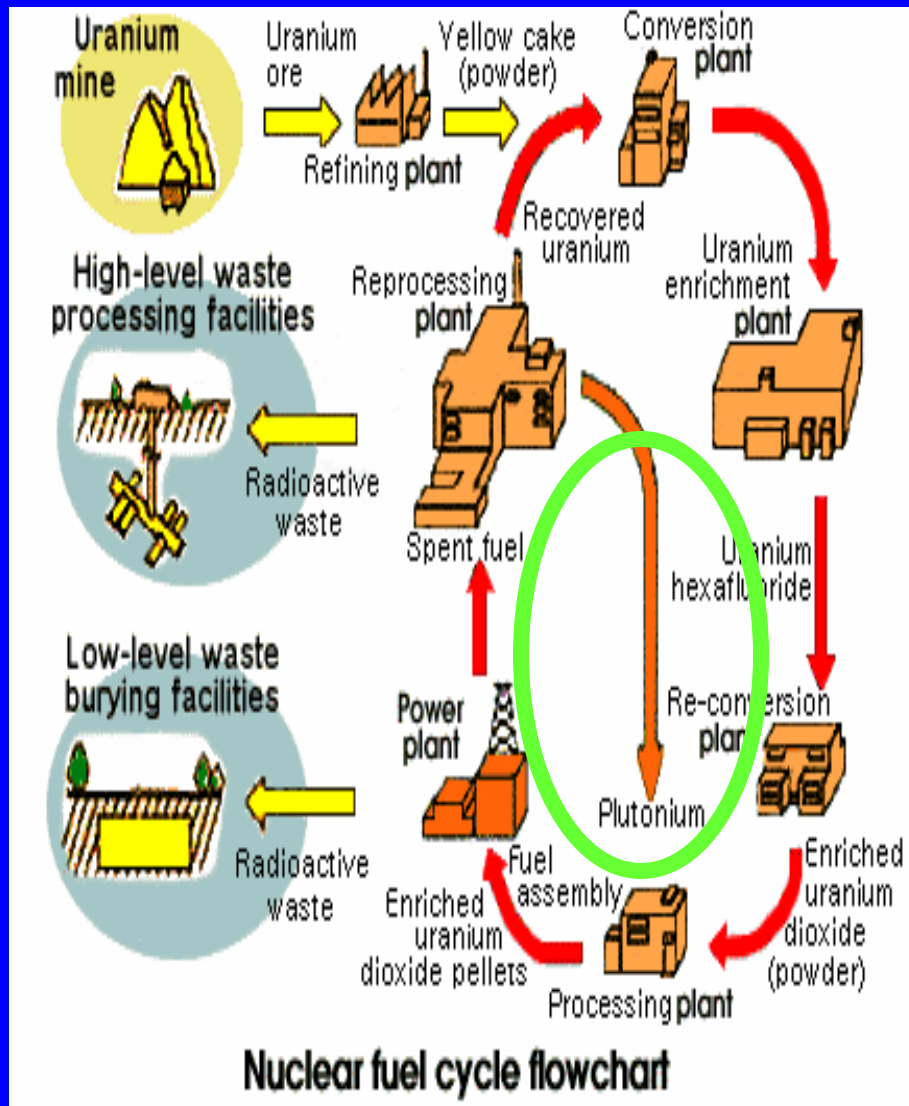 Uranium
mine
Uranium
ore
Refining plant
Yellow cake
(powder)
Conversion
plant
Recovered
uranium
Uranium
enrichment
plant
High-level waste
processing facilities
Radioactive
waste
Reprocessing
plant
Spent fuel
Uranium
hexafluoride
Low-level waste
burying facilities
Radioactive
waste
Power
plant
Re-conversion
plant
Plutonium
Fuel
assembly
Enriched
uranium
dioxide pellets
Enriched
uranium
dioxide
(powder)
Processing plant
Nuclear fuel cycle flowchart